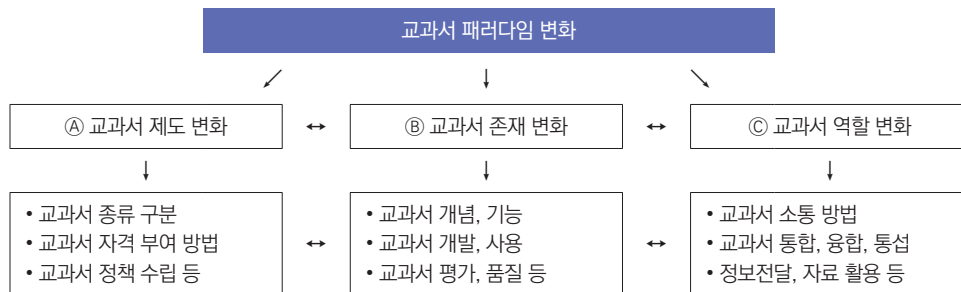 교과서 패러다임 변화
Ⓐ 교과서 제도 변화
Ⓑ 교과서 존재 변화
Ⓒ 교과서 역할 변화
• 교과서 종류 구분
• 교과서 자격 부여 방법
• 교과서 정책 수립 등
• 교과서 개념, 기능
• 교과서 개발, 사용
• 교과서 평가, 품질 등
• 교과서 소통 방법
• 교과서 통합, 융합, 통섭
• 정보전달, 자료 활용 등